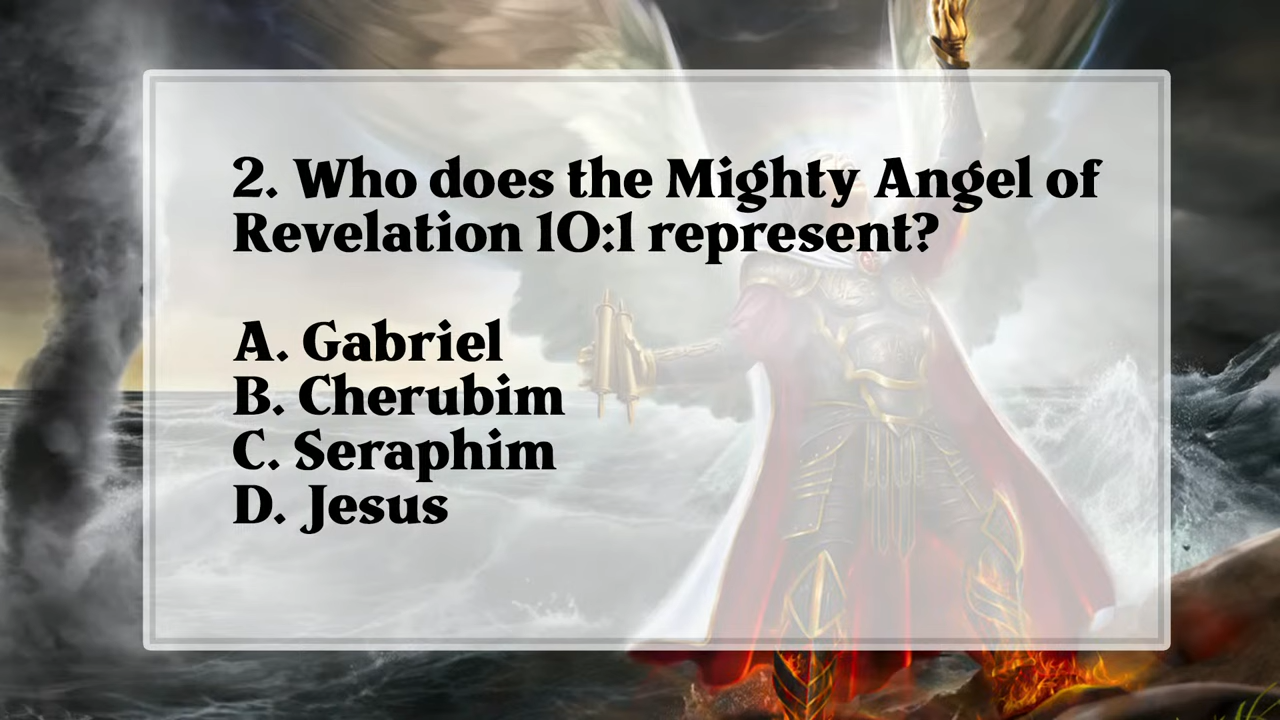 2. Who does the Mighty Angel of
Revelation 10:1 represent?
A. Gabriel
B. Cherubim
C. Seraphim
D. Jesus